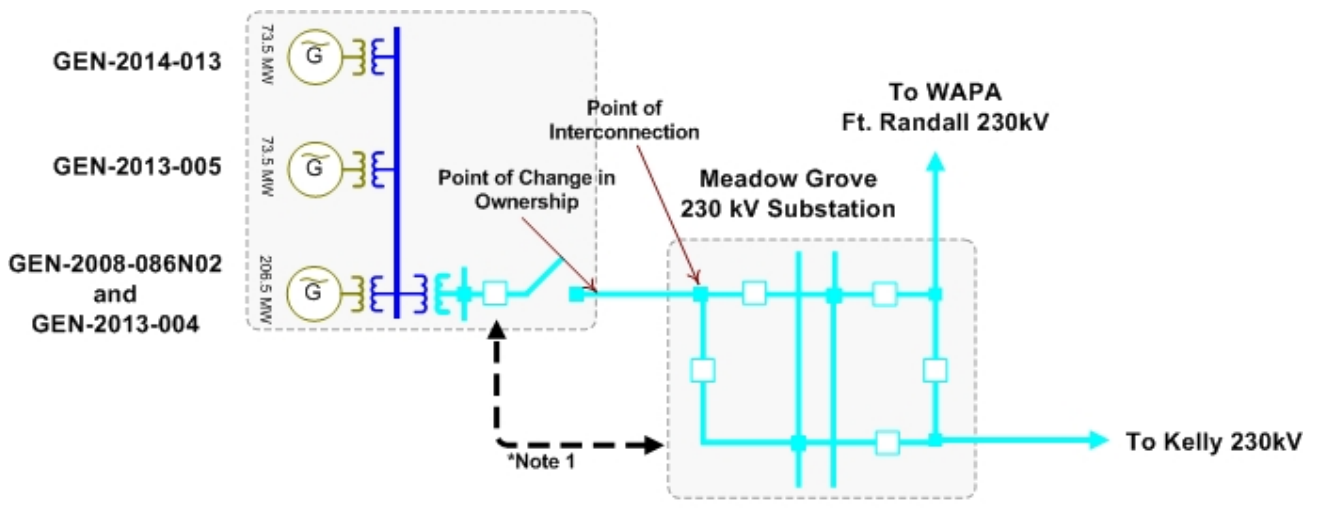 GEN-2014-013
73.5 MW
G
GEN-2013-005
73.5 MW
G
GEN-2008-086N02
and
GEN-2013-004
206.5 MW
G
Point of Change in
Ownership
Point of
Interconnection
Meadow Grove
230 kV Substation
To WAPA
Ft. Randall 230kV
To Kelly 230kV
*Note 1